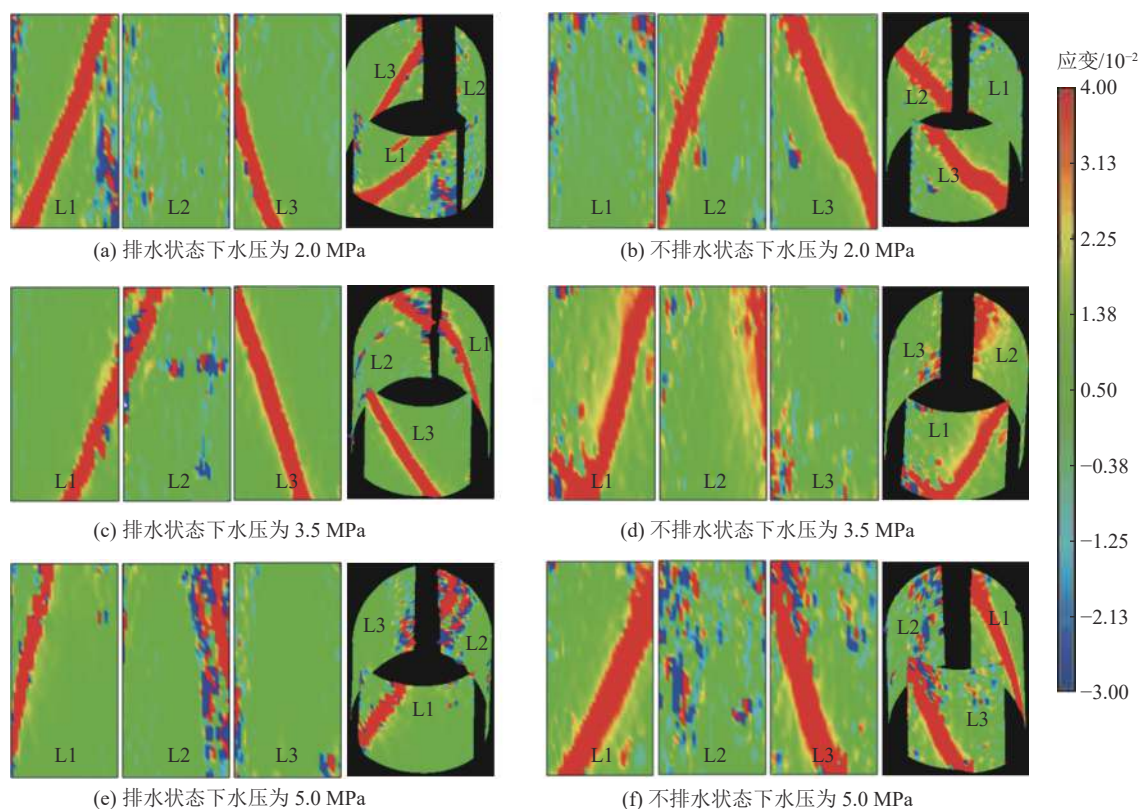 L1
L2
L3
L3
L2
L1
(a) 排水状态下水压为 2.0 MPa
L1
L2
L3
L2
L1
L3
(b) 不排水状态下水压为 2.0 MPa
L1
L2
L3
L2
L1
L3
(c) 排水状态下水压为 3.5 MPa
L1
L2
L3
L3
L2
L1
(d) 不排水状态下水压为 3.5 MPa
L1
L2
L3
L3
L2
L1
(e) 排水状态下水压为 5.0 MPa
L1
L2
L3
L2
L1
L3
(f) 不排水状态下水压为 5.0 MPa
应变/10⁻²
4.00
3.13
2.25
1.38
0.50
−0.38
−1.25
−2.13
−3.00